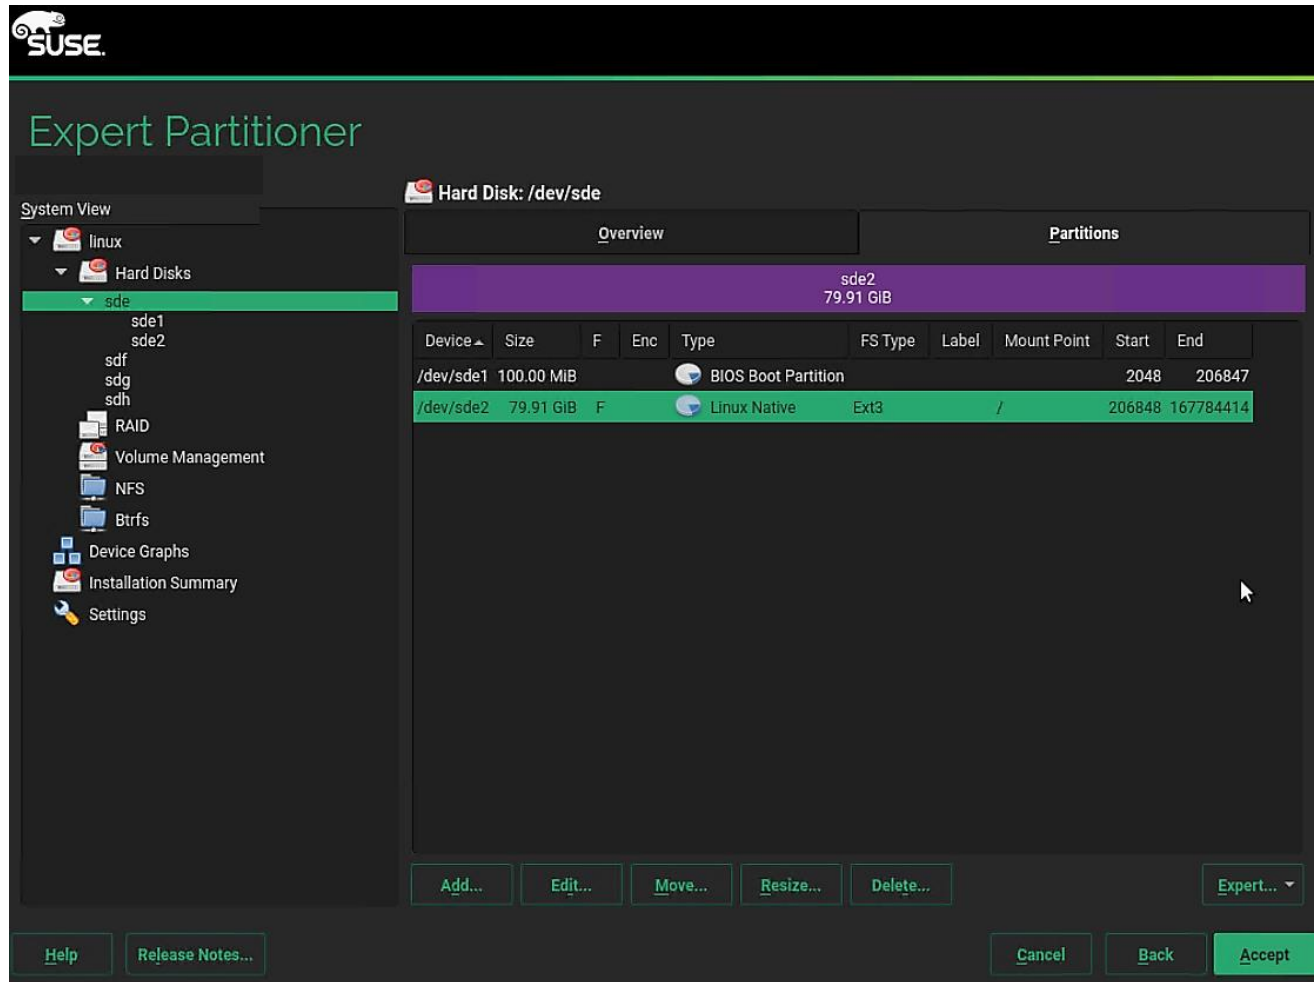 SUSE.
Expert Partitioner
System View
linux
Hard Disks
sde
sde1
sde2
sdf
sdg
sdh
RAID
Volume Management
NFS
Btrfs
Device Graphs
Installation Summary
Settings
Hard Disk: /dev/sde
Overview Partitions
sde2
79.91 GIB
Device Size F Enc Type FS Type Label Mount Point Start End
/dev/sde1 100.00 MiB BIOS Boot Partition 2048 206847
/dev/sde2 79.91 GiB F Linux Native Ext3 / 206848 167784414
Add... Edit... Move... Resize... Delete... Expert...
Help Release Notes... Cancel Back Accept